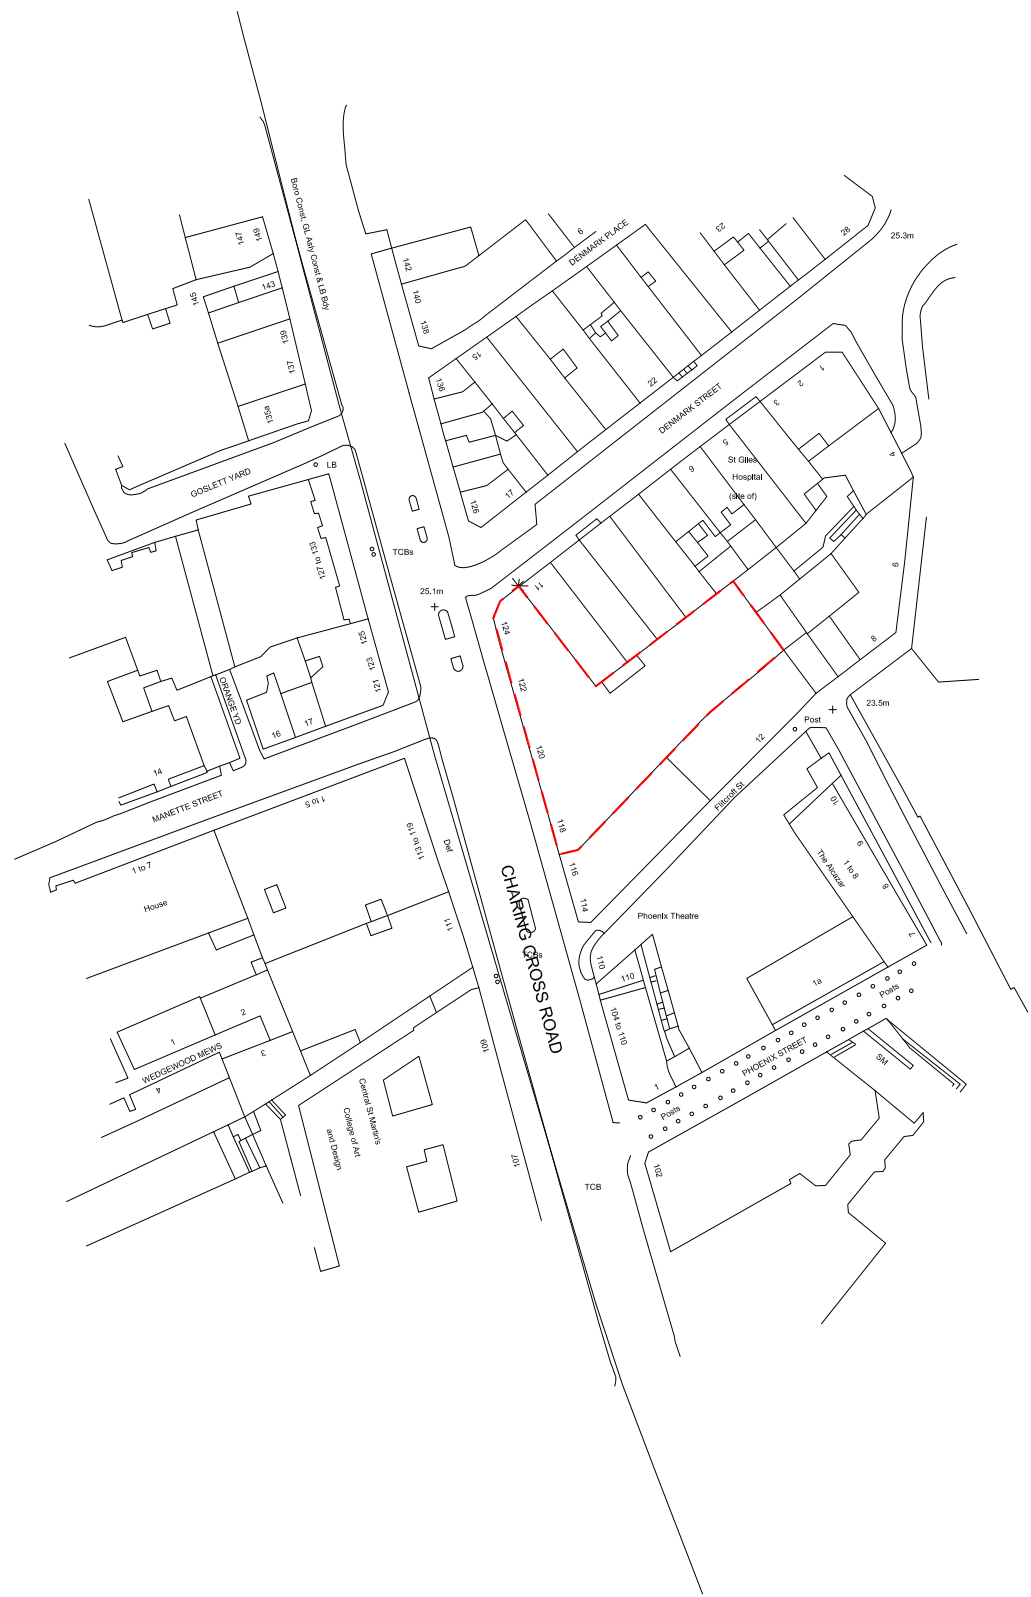 Boro Const, GL Asly Const & LB Bdy
149
147
145
143
139
137
135a
142
140
138
136
6
DENMARK PLACE
23
28
25.3m
15
22
17
126
DENMARK STREET
1
2
3
4
5
6
St Giles
Hospital
(site of)
9
8
GOSLETT YARD
LB
TCBs
25.1m
127 to 133
125
123
121
11
124
122
120
118
116
114
ORANGE YD
16
17
14
MANETTE STREET
1 to 5
1 to 7
House
113 to 119
Def
111
12
Flitcroft St
Post
23.5m
10
9
1 to 8
8
7
The Alcazar
CHARING CROSS ROAD
TCBs
Phoenix Theatre
110
110
104 to 110
1
1a
Posts
PHOENIX STREET
Posts
SM
2
1
3
WEDGEWOOD MEWS
4
109
Central St Martin's
College of Art
and Design
107
TCB
102